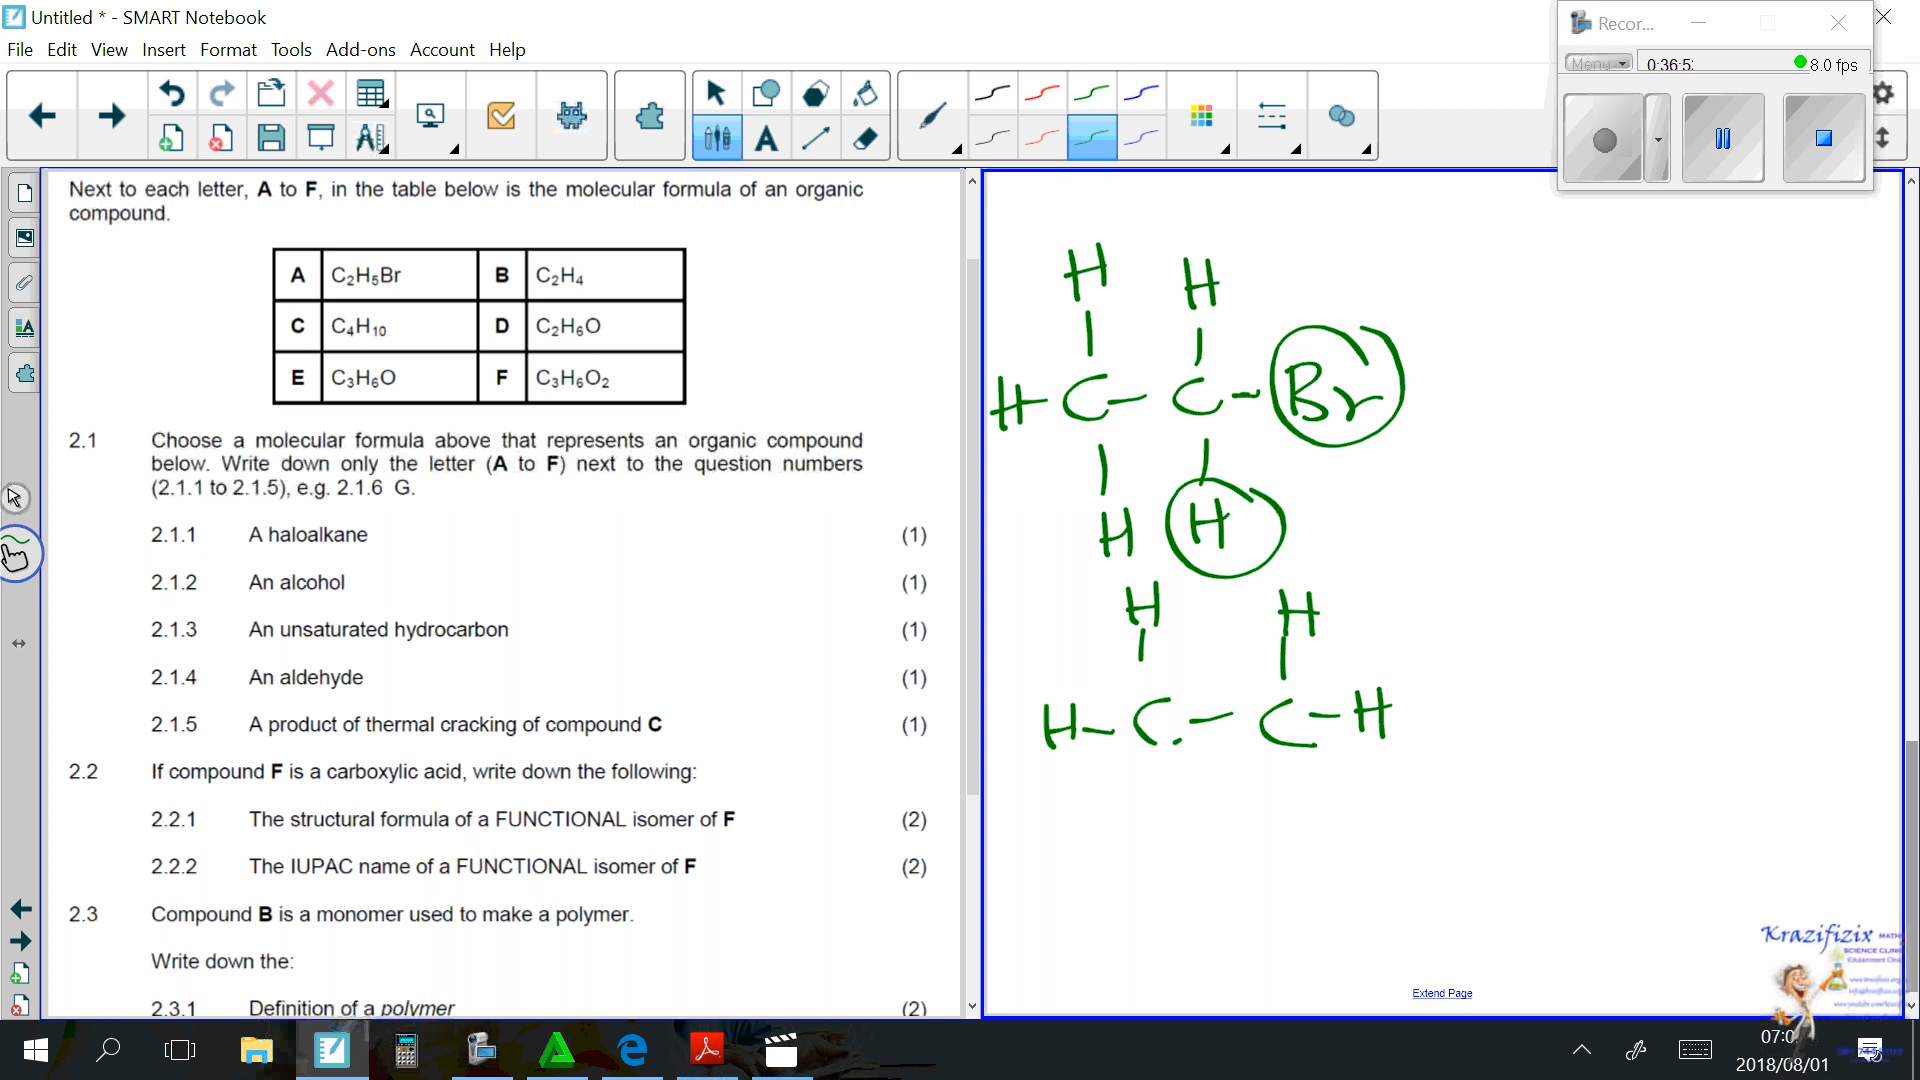 Untitled * - SMART Notebook
File Edit View Insert Format Tools Add-ons Account Help
Recor...
Menu
0:36:5
8.0 fps
Next to each letter, A to F, in the table below is the molecular formula of an organic
compound.
A C₂H₅Br B C₂H₄
C C₄H₁₀ D C₂H₆O
E C₃H₆O F C₃H₆O₂
2.1 Choose a molecular formula above that represents an organic compound
below. Write down only the letter (A to F) next to the question numbers
(2.1.1 to 2.1.5), e.g. 2.1.6 G.
2.1.1 A haloalkane (1)
2.1.2 An alcohol (1)
2.1.3 An unsaturated hydrocarbon (1)
2.1.4 An aldehyde (1)
2.1.5 A product of thermal cracking of compound C (1)
2.2 If compound F is a carboxylic acid, write down the following:
2.2.1 The structural formula of a FUNCTIONAL isomer of F (2)
2.2.2 The IUPAC name of a FUNCTIONAL isomer of F (2)
2.3 Compound B is a monomer used to make a polymer.
Write down the:
2.3.1 Definition of a polymer (2)
H H
H - C - C - Br
H H
H H
H - C - C - H
Extend Page
Krazifizix MATH
SCIENCE CLINIC
07:0
2018/08/01